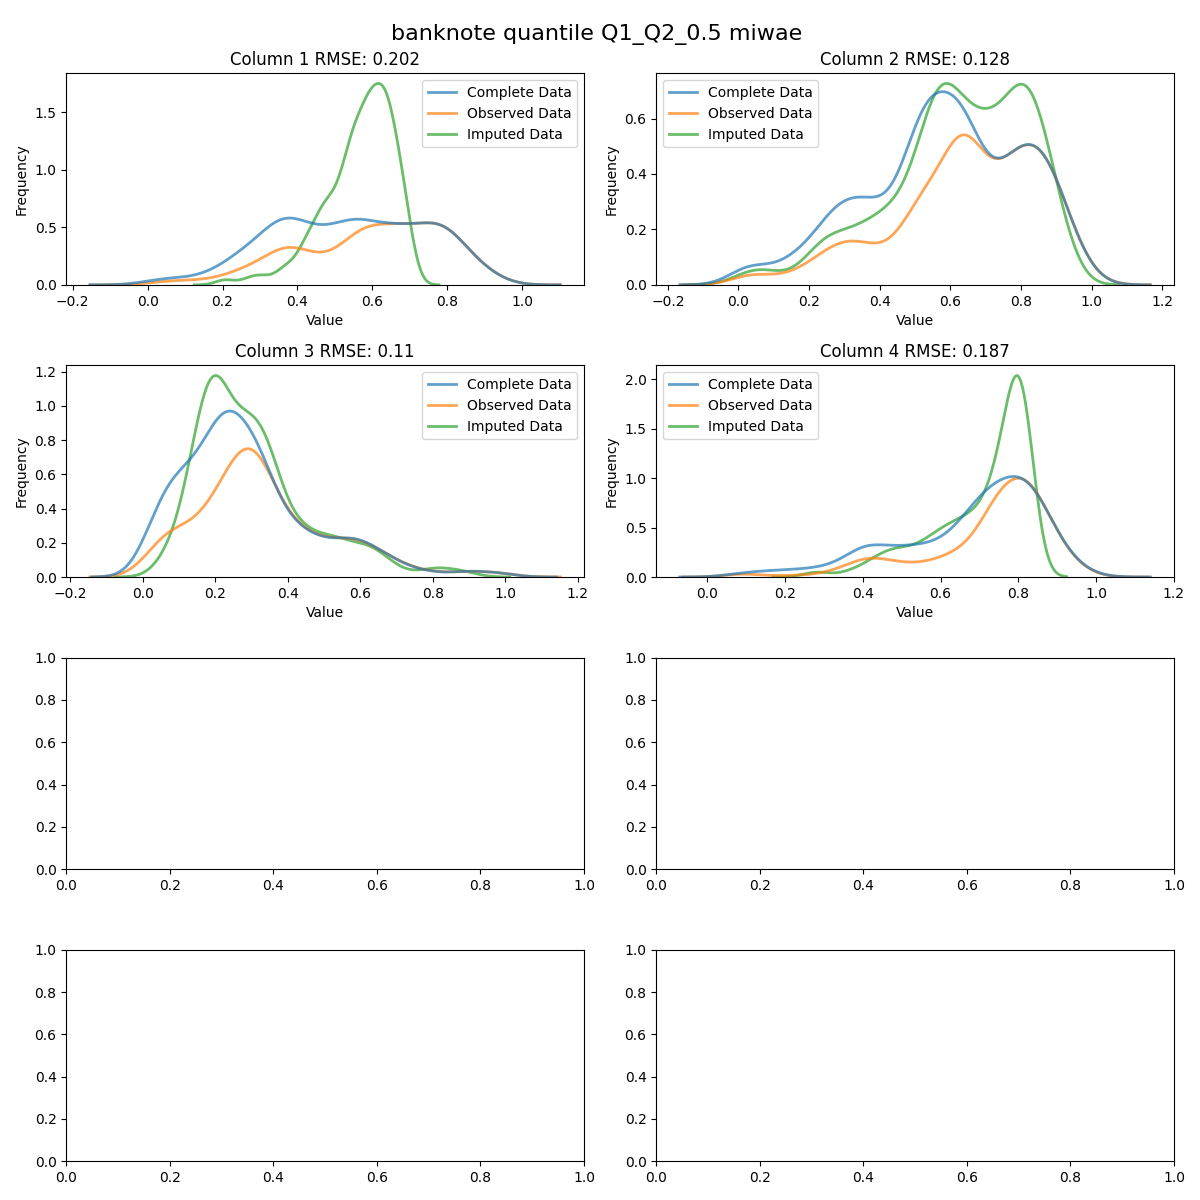 banknote quantile Q1_Q2_0.5 miwae
Column 1 RMSE: 0.202
Complete Data
Observed Data
Imputed Data
Frequency
0.0
0.5
1.0
1.5
−0.2 0.0 0.2 0.4 0.6 0.8 1.0
Value
Column 2 RMSE: 0.128
Complete Data
Observed Data
Imputed Data
Frequency
0.0
0.2
0.4
0.6
−0.2 0.0 0.2 0.4 0.6 0.8 1.0 1.2
Value
Column 3 RMSE: 0.11
Complete Data
Observed Data
Imputed Data
Frequency
0.0
0.2
0.4
0.6
0.8
1.0
1.2
−0.2 0.0 0.2 0.4 0.6 0.8 1.0 1.2
Value
Column 4 RMSE: 0.187
Complete Data
Observed Data
Imputed Data
Frequency
0.0
0.5
1.0
1.5
2.0
0.0 0.2 0.4 0.6 0.8 1.0 1.2
Value
1.0
0.8
0.6
0.4
0.2
0.0
0.0 0.2 0.4 0.6 0.8 1.0
1.0
0.8
0.6
0.4
0.2
0.0
0.0 0.2 0.4 0.6 0.8 1.0
1.0
0.8
0.6
0.4
0.2
0.0
0.0 0.2 0.4 0.6 0.8 1.0
1.0
0.8
0.6
0.4
0.2
0.0
0.0 0.2 0.4 0.6 0.8 1.0